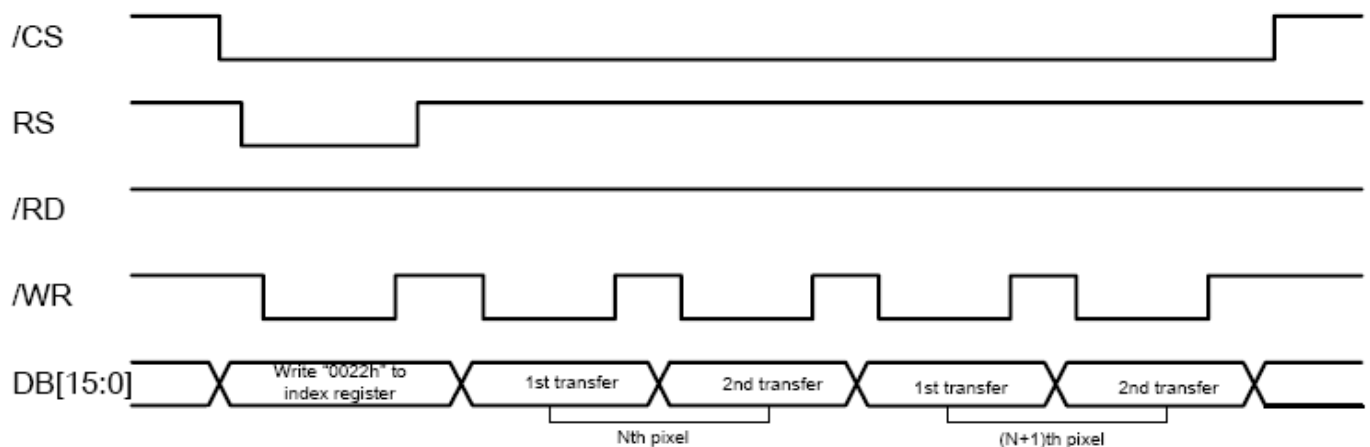 /CS
RS
/RD
/WR
DB[15:0]
Write "0022h" to
index register
1st transfer
2nd transfer
1st transfer
2nd transfer
Nth pixel
(N+1)th pixel